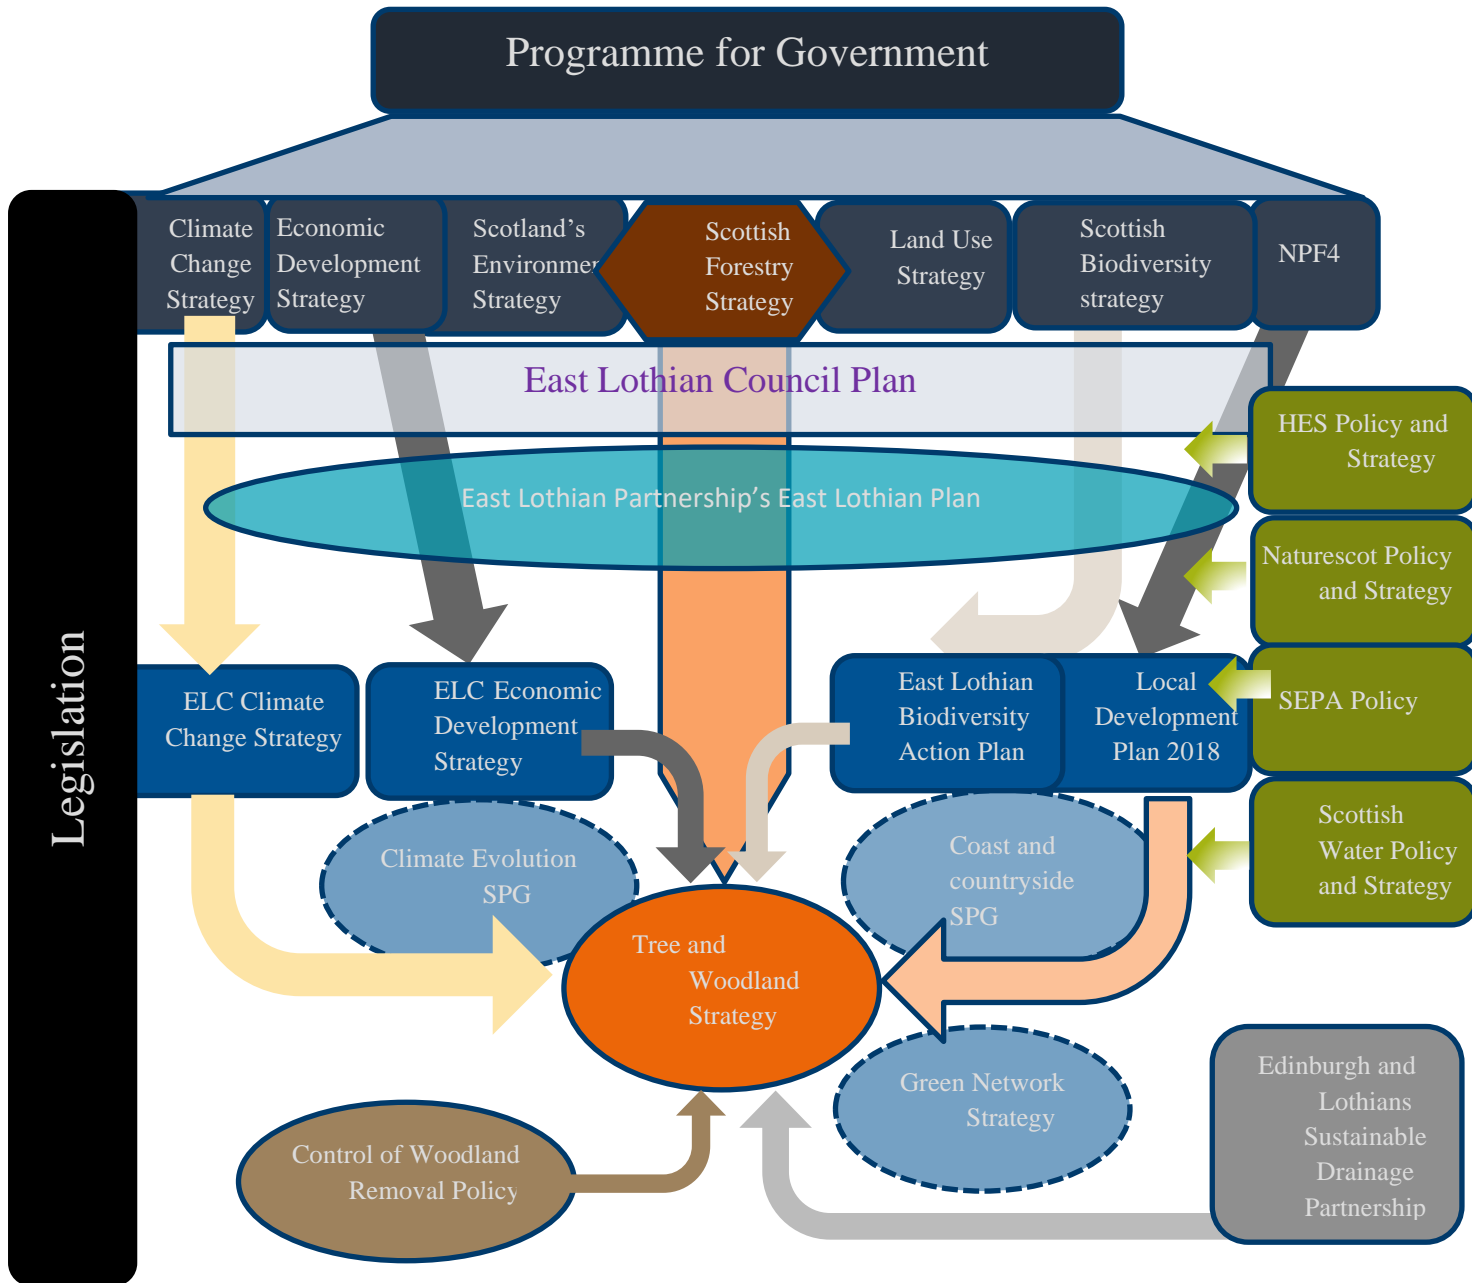 Programme for Government
Climate
Change
Strategy
Economic
Development
Strategy
Scotland’s
Environmen
Strategy
Scottish
Forestry
Strategy
Land Use
Strategy
Scottish
Biodiversity
strategy
NPF4
East Lothian Council Plan
HES Policy and
Strategy
East Lothian Partnership’s East Lothian Plan
Naturescot Policy
and Strategy
Legislation
ELC Climate
Change Strategy
ELC Economic
Development
Strategy
East Lothian
Biodiversity
Action Plan
Local
Development
Plan 2018
SEPA Policy
Climate Evolution
SPG
Coast and
countryside
SPG
Scottish
Water Policy
and Strategy
Tree and
Woodland
Strategy
Green Network
Strategy
Edinburgh and
Lothians
Sustainable
Drainage
Partnership
Control of Woodland
Removal Policy